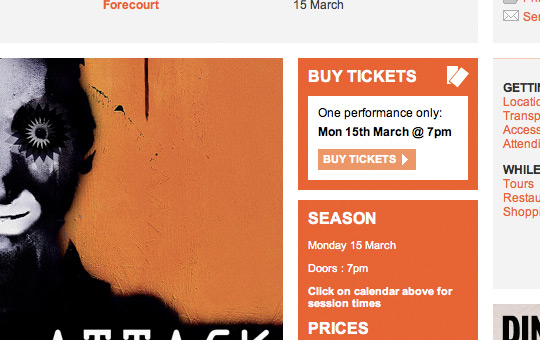 Forecourt
15 March
BUY TICKETS
One performance only:
Mon 15th March @ 7pm
BUY TICKETS
SEASON
Monday 15 March
Doors : 7pm
Click on calendar above for
session times
PRICES
ATTACK
Sen
GETTIN
Locatio
Transp
Access
Attendi
WHILE
Tours
Restau
Shoppi
DIN